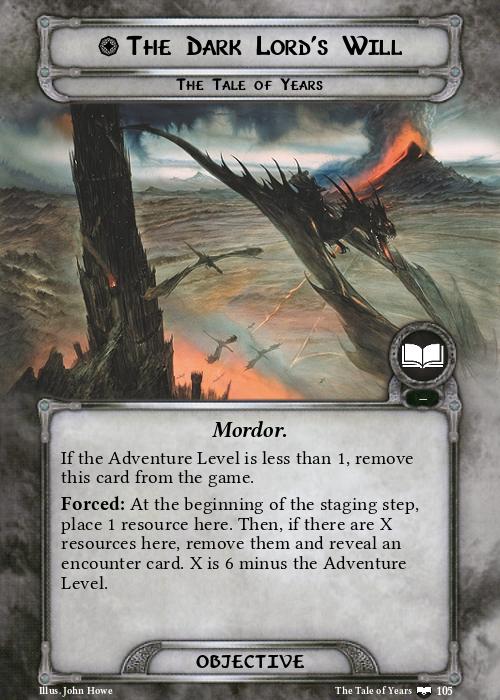 The Dark Lord's Will
The Tale of Years
–
Mordor.
If the Adventure Level is less than 1, remove
this card from the game.
Forced: At the beginning of the staging step,
place 1 resource here. Then, if there are X
resources here, remove them and reveal an
encounter card. X is 6 minus the Adventure
Level.
OBJECTIVE
Illus. John Howe
The Tale of Years 105